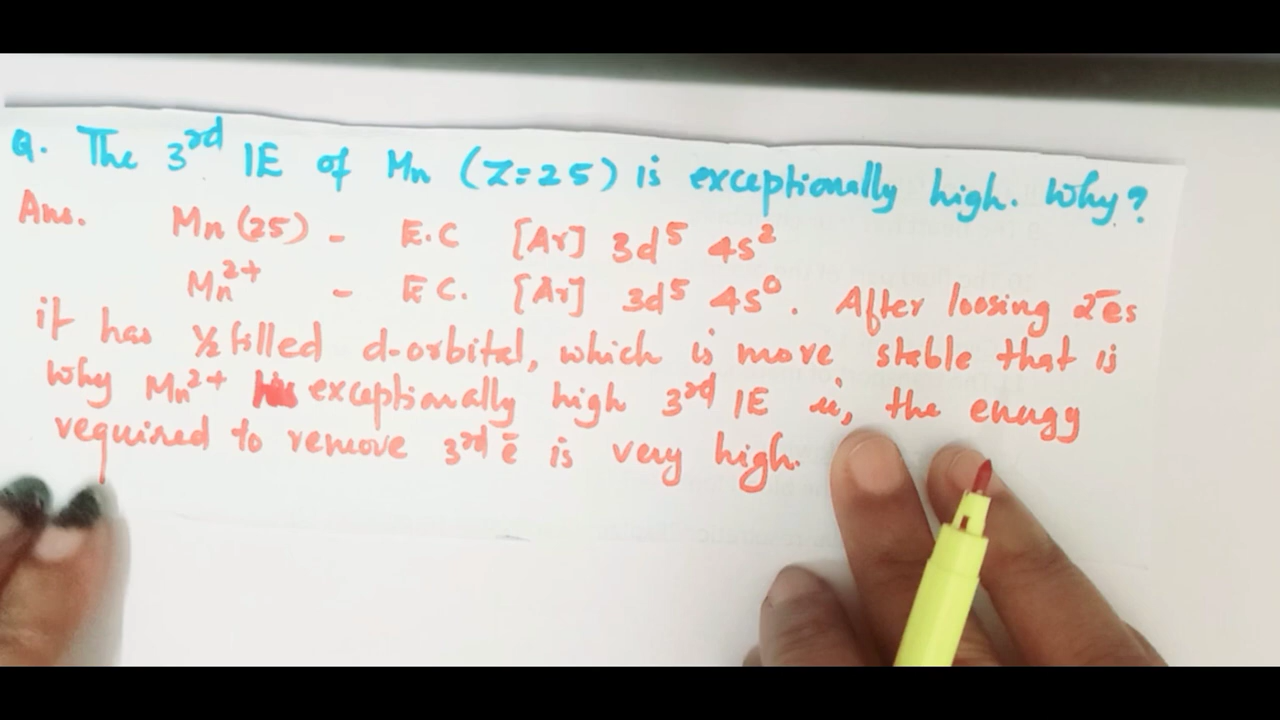 Q. The 3rd IE of Mn (Z=25) is exceptionally high. Why?
Ans. Mn (25) - E.C [Ar] 3d⁵ 4s²
Mn²⁺ - E C. [Ar] 3d⁵ 4s⁰. After loosing 2ēs
it has ½ filled d-orbital, which is more stable that is
why Mn²⁺ has exceptionally high 3rd IE ie, the energy
required to remove 3rd ē is very high.